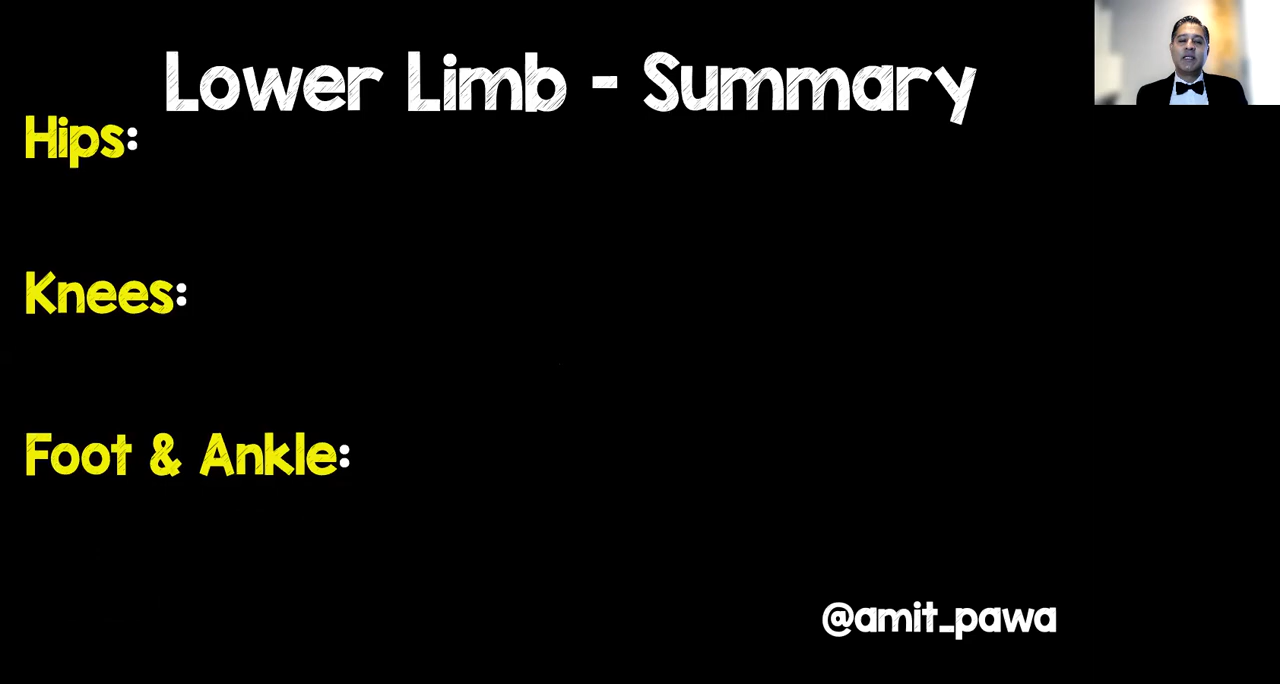 Lower Limb - Summary
Hips:
Knees:
Foot & Ankle:
@amit_pawa